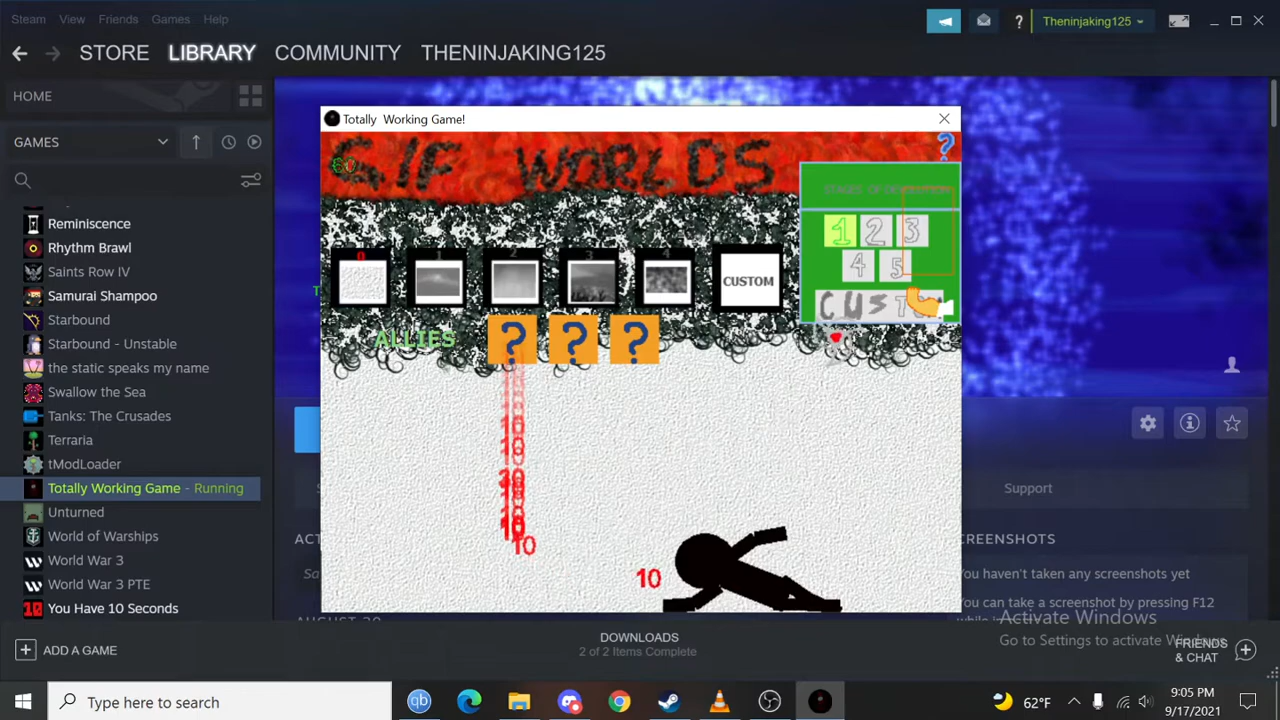 Steam View Friends Games Help
Theninjaking125
STORE LIBRARY COMMUNITY THENINJAKING125
HOME
GAMES
Reminiscence
Rhythm Brawl
Saints Row IV
Samurai Shampoo
Starbound
Starbound - Unstable
the static speaks my name
Swallow the Sea
Tanks: The Crusades
Terraria
tModLoader
Totally Working Game - Running
Unturned
World of Warships
World War 3
World War 3 PTE
10 You Have 10 Seconds
ADD A GAME
Totally Working Game!
60
GIF WORLDS
?
0 1 2 3 4
CUSTOM
1 2 3
4 5
ALLIES ? ? ?
10
10
Support
SCREENSHOTS
You haven't taken any screenshots yet
You can take a screenshot by pressing F12
Activate Windows
Go to Settings to activate Windows.
DOWNLOADS
2 of 2 Items Complete
FRIENDS
& CHAT
Type here to search
62°F
9:05 PM
9/17/2021